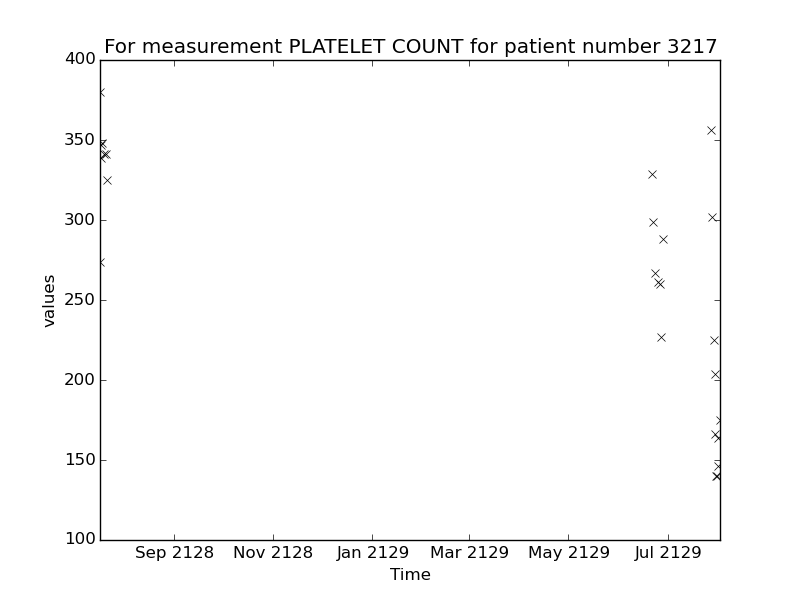 For measurement PLATELET COUNT for patient number 3217
400
350
300
250
200
150
100
values
Sep 2128 Nov 2128 Jan 2129 Mar 2129 May 2129 Jul 2129
Time